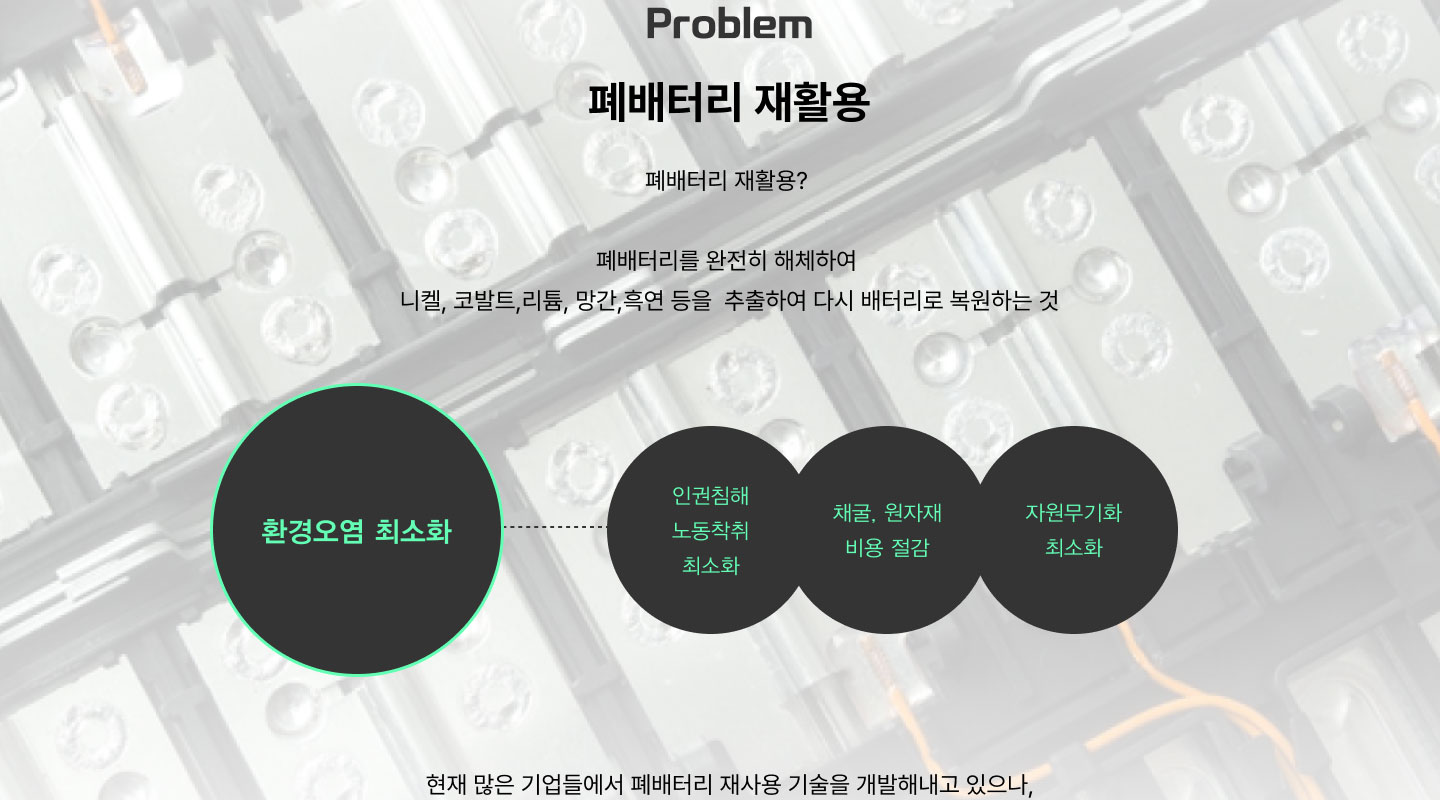 Problem
폐배터리 재활용
폐배터리 재활용?
폐배터리를 완전히 해체하여
니켈, 코발트,리튬, 망간,흑연 등을  추출하여 다시 배터리로 복원하는 것
환경오염 최소화
인권침해
노동착취
최소화
채굴, 원자재
비용 절감
자원무기화
최소화
현재 많은 기업들에서 폐배터리 재사용 기술을 개발해내고 있으나,